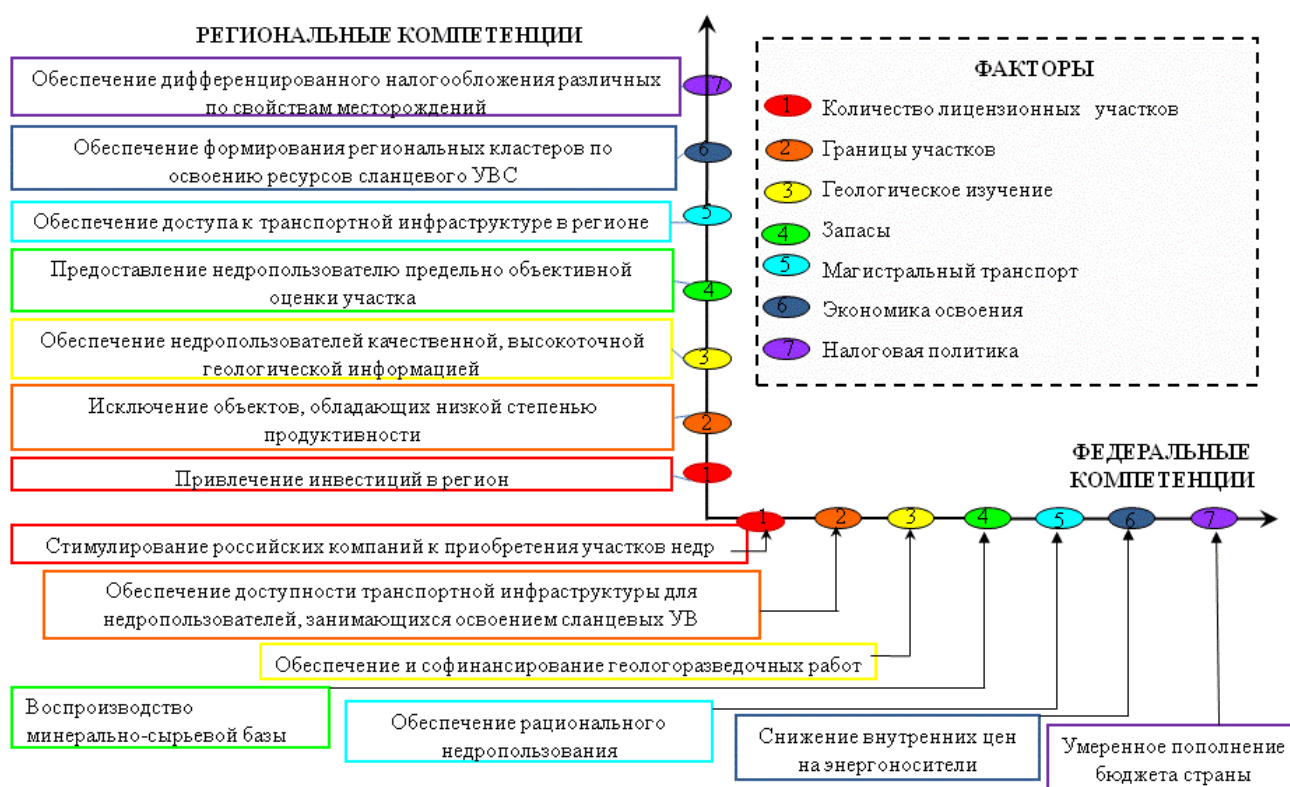 РЕГИОНАЛЬНЫЕ КОМПЕТЕНЦИИ
Обеспечение дифференцированного налогообложения различных
по свойствам месторождений
Обеспечение формирования региональных кластеров по
освоению ресурсов сланцевого УВС
Обеспечение доступа к транспортной инфраструктуре в регионе
Предоставление недропользователю предельно объективной
оценки участка
Обеспечение недропользователей качественной, высокоточной
геологической информацией
Исключение объектов, обладающих низкой степенью
продуктивности
Привлечение инвестиций в регион
7
6
5
4
3
2
1
ФАКТОРЫ
1 Количество лицензионных участков
2 Границы участков
3 Геологическое изучение
4 Запасы
5 Магистральный транспорт
6 Экономика освоения
7 Налоговая политика
ФЕДЕРАЛЬНЫЕ
КОМПЕТЕНЦИИ
1 2 3 4 5 6 7
Стимулирование российских компаний к приобретения участков недр
Обеспечение доступности транспортной инфраструктуры для
недропользователей, занимающихся освоением сланцевых УВ
Обеспечение и софинансирование геологоразведочных работ
Воспроизводство
минерально-сырьевой базы
Обеспечение рационального
недропользования
Снижение внутренних цен
на энергоносители
Умеренное пополнение
бюджета страны